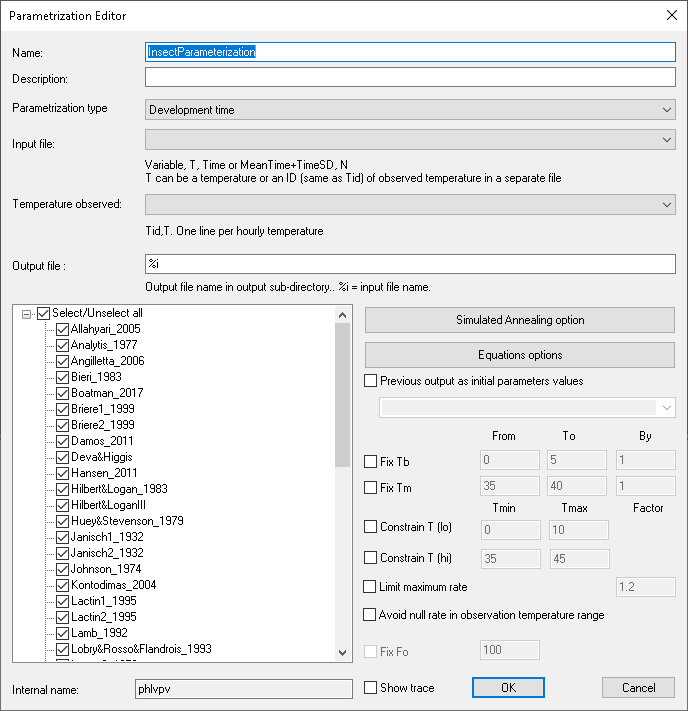 Parametrization Editor
Name:
InsectParameterization
Description:
Parametrization type
Development time
Input file:
Variable, T, Time or MeanTime+TimeSD, N
T can be a temperature or an ID (same as Tid) of observed temperature in a separate file
Temperature observed:
Tid,T. One line per hourly temperature
Output file :
%i
Output file name in output sub-directory.. %i = input file name.
Select/Unselect all
Allahyari_2005
Analytis_1977
Angilletta_2006
Bieri_1983
Boatman_2017
Briere1_1999
Briere2_1999
Damos_2011
Deva&Higgis
Hansen_2011
Hilbert&Logan_1983
Hilbert&LoganIII
Huey&Stevenson_1979
Janisch1_1932
Janisch2_1932
Johnson_1974
Kontodimas_2004
Lactin1_1995
Lactin2_1995
Lamb_1992
Lobry&Rosso&Flandrois_1993
Simulated Annealing option
Equations options
Previous output as initial parameters values
From To By
Fix Tb 0 5 1
Fix Tm 35 40 1
Tmin Tmax Factor
Constrain T (lo) 0 10
Constrain T (hi) 35 45
Limit maximum rate 1.2
Avoid null rate in observation temperature range
Fix Fo 100
Internal name: phlvpv
Show trace
OK
Cancel